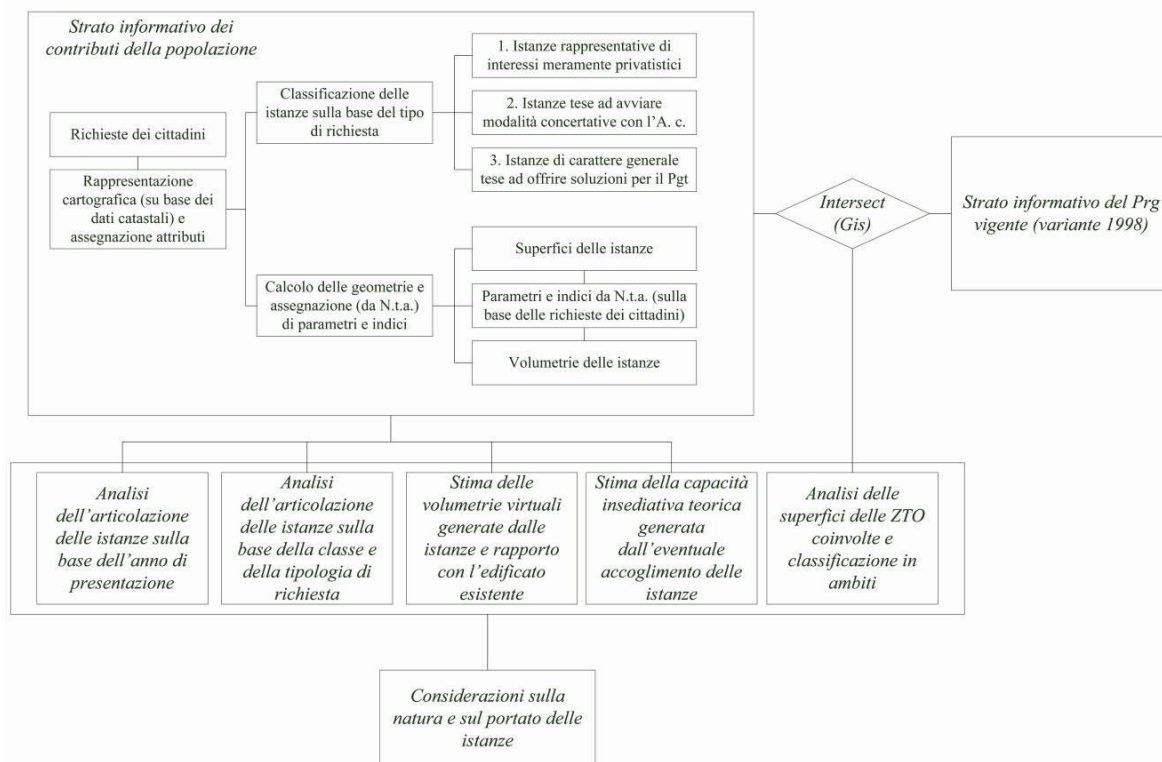 Strato informativo dei
contributi della popolazione
Richieste dei cittadini
Rappresentazione
cartografica (su base dei
dati catastali) e
assegnazione attributi
Classificazione delle
istanze sulla base del tipo
di richiesta
1. Istanze rappresentative di
interessi meramente privatistici
2. Istanze tese ad avviare
modalità concertative con l'A. c.
3. Istanze di carattere generale
tese ad offrire soluzioni per il Pgt
Calcolo delle geometrie e
assegnazione (da N.t.a.)
di parametri e indici
Superfici delle istanze
Parametri e indici da N.t.a. (sulla
base delle richieste dei cittadini)
Volumetrie delle istanze
Intersect
(Gis)
Strato informativo del Prg
vigente (variante 1998)
Analisi
dell'articolazione
delle istanze sulla
base dell'anno di
presentazione
Analisi
dell'articolazione
delle istanze sulla
base della classe e
della tipologia di
richiesta
Stima delle
volumetrie virtuali
generate dalle
istanze e rapporto
con l'edificato
esistente
Stima della capacità
insediativa teorica
generata
dall'eventuale
accoglimento delle
istanze
Analisi delle
superfici delle ZTO
coinvolte e
classificazione in
ambiti
Considerazioni sulla
natura e sul portato delle
istanze